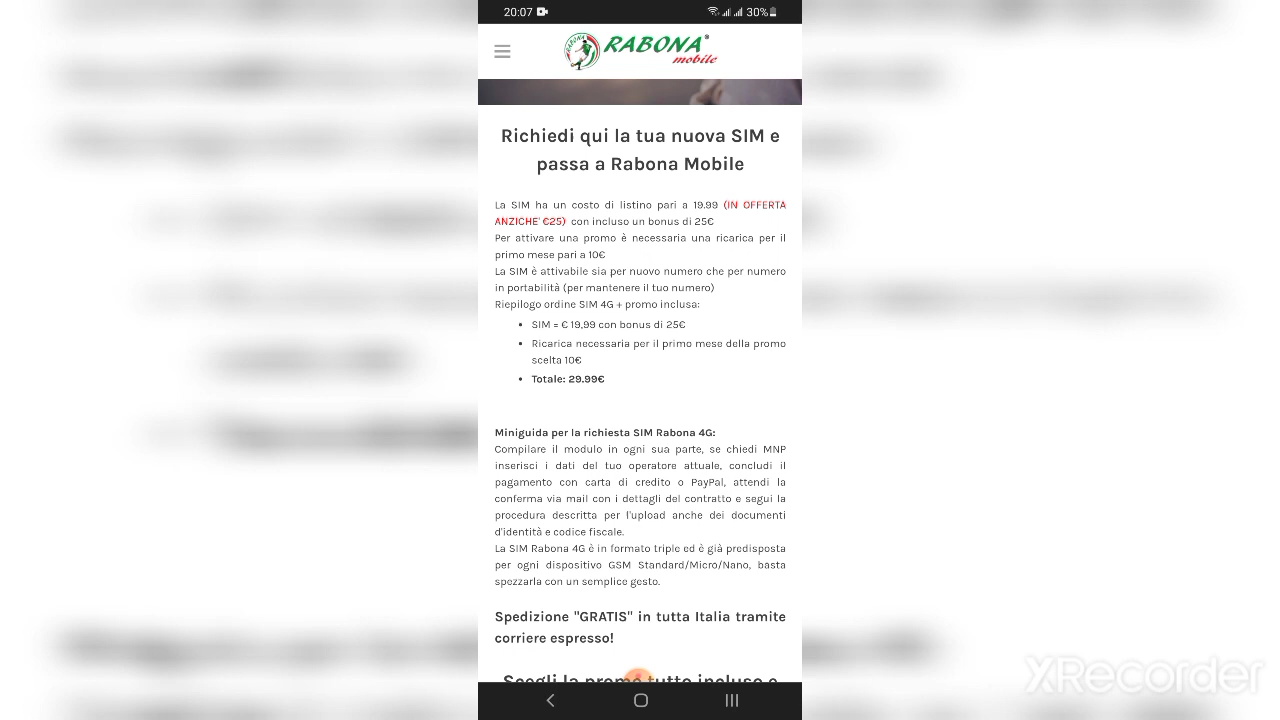 20:07
30%
RABONA
RABONA®
mobile
Richiedi qui la tua nuova SIM e
passa a Rabona Mobile
La SIM ha un costo di listino pari a 19.99 (IN OFFERTA
ANZICHE' €25) con incluso un bonus di 25€
Per attivare una promo è necessaria una ricarica per il
primo mese pari a 10€
La SIM è attivabile sia per nuovo numero che per numero
in portabilità (per mantenere il tuo numero)
Riepilogo ordine SIM 4G + promo inclusa:
• SIM = € 19,99 con bonus di 25€
• Ricarica necessaria per il primo mese della promo
scelta 10€
• Totale: 29.99€
Miniguida per la richiesta SIM Rabona 4G:
Compilare il modulo in ogni sua parte, se chiedi MNP
inserisci i dati del tuo operatore attuale, concludi il
pagamento con carta di credito o PayPal, attendi la
conferma via mail con i dettagli del contratto e segui la
procedura descritta per l'upload anche dei documenti
d'identità e codice fiscale.
La SIM Rabona 4G è in formato triple ed è già predisposta
per ogni dispositivo GSM Standard/Micro/Nano, basta
spezzarla con un semplice gesto.
Spedizione "GRATIS" in tutta Italia tramite
corriere espresso!
Scegli la promo tutto incluso e
XRecorder